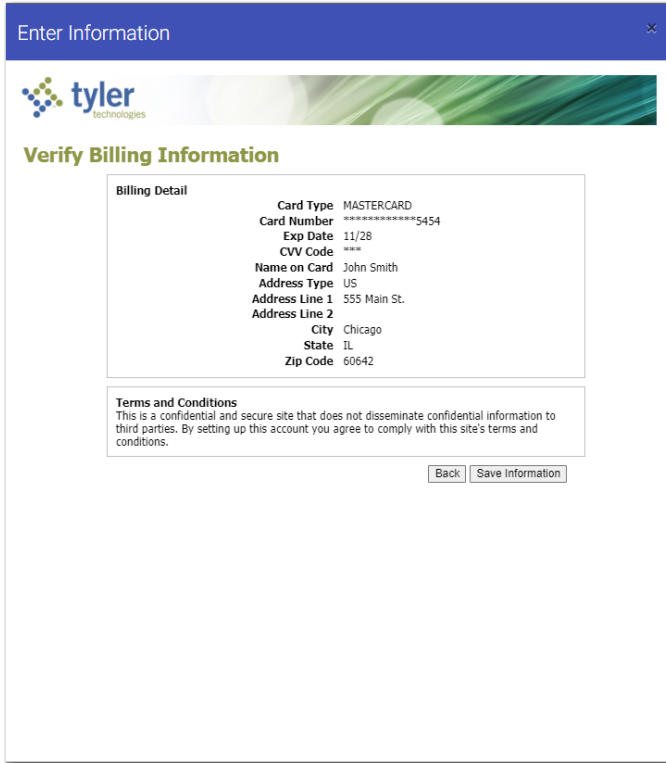 Enter Information
×
tyler
technologies
Verify Billing Information
Billing Detail
Card Type MASTERCARD
Card Number ************5454
Exp Date 11/28
CVV Code ***
Name on Card John Smith
Address Type US
Address Line 1 555 Main St.
Address Line 2
City Chicago
State IL
Zip Code 60642
Terms and Conditions
This is a confidential and secure site that does not disseminate confidential information to
third parties. By setting up this account you agree to comply with this site's terms and
conditions.
Back Save Information